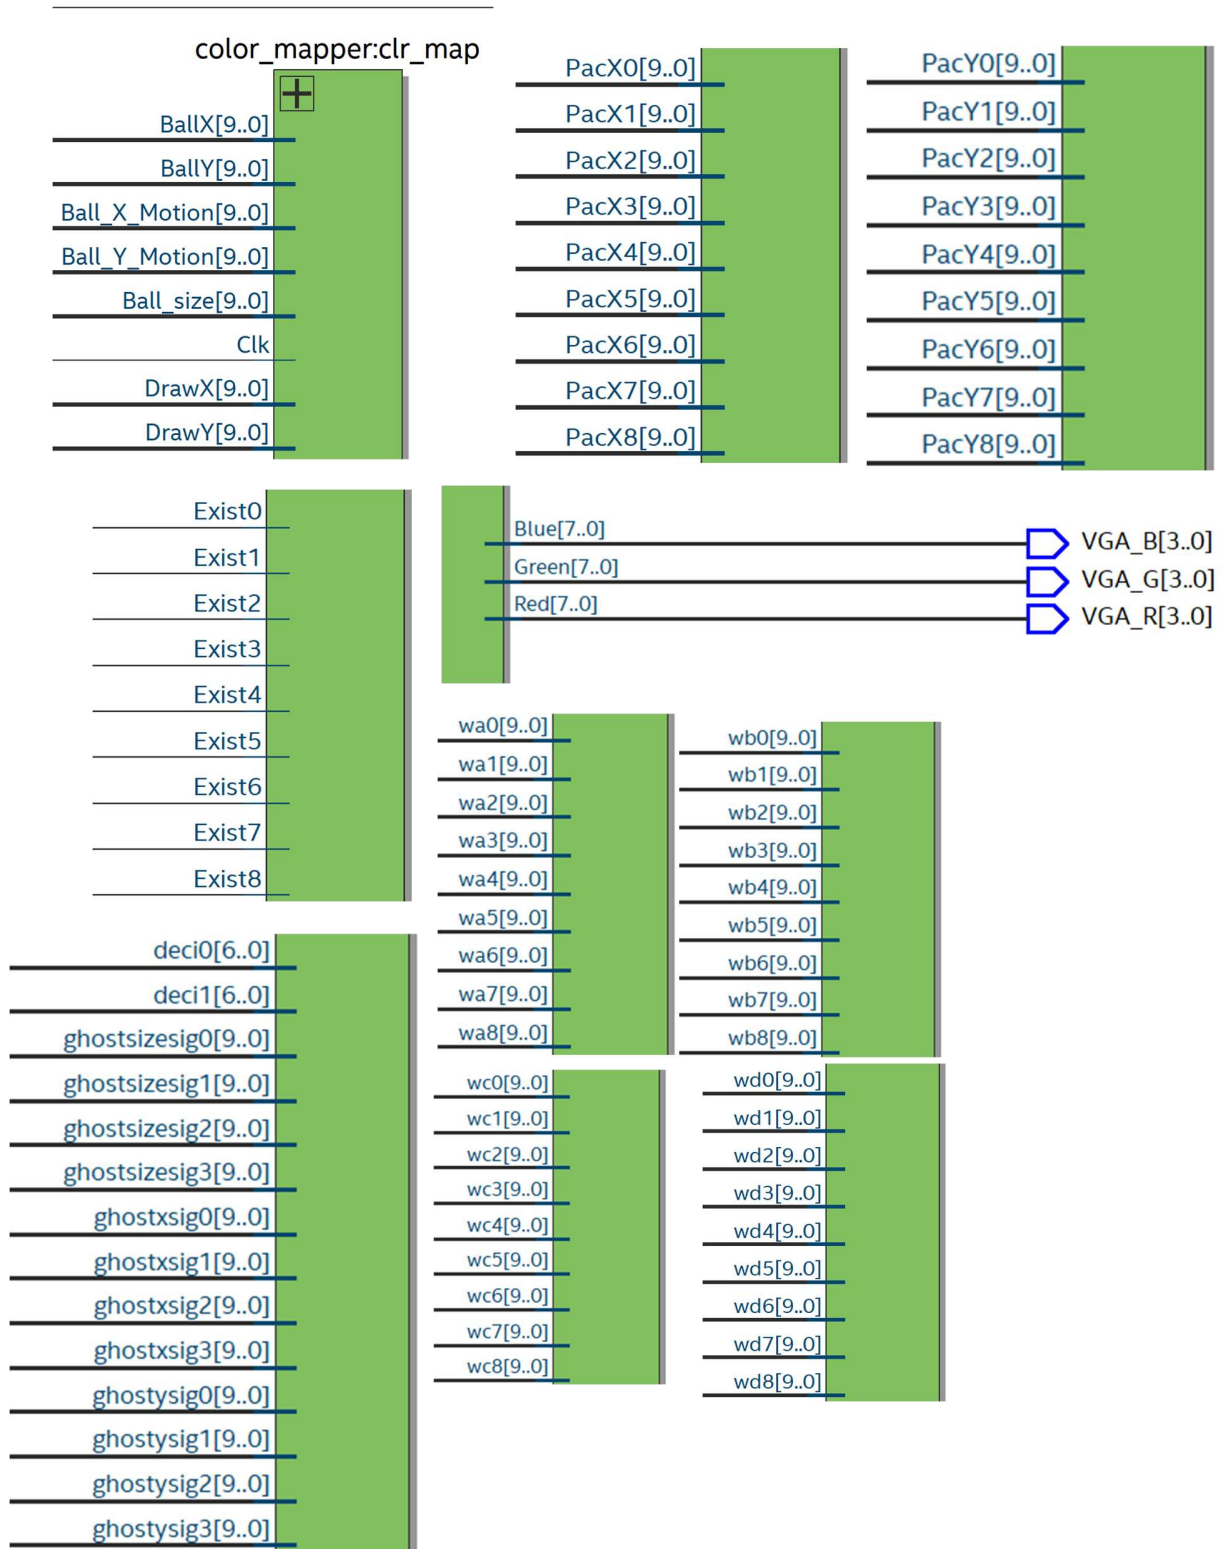 color_mapper:clr_map
BallX[9..0]
BallY[9..0]
Ball_X_Motion[9..0]
Ball_Y_Motion[9..0]
Ball_size[9..0]
Clk
DrawX[9..0]
DrawY[9..0]
PacX0[9..0]
PacX1[9..0]
PacX2[9..0]
PacX3[9..0]
PacX4[9..0]
PacX5[9..0]
PacX6[9..0]
PacX7[9..0]
PacX8[9..0]
PacY0[9..0]
PacY1[9..0]
PacY2[9..0]
PacY3[9..0]
PacY4[9..0]
PacY5[9..0]
PacY6[9..0]
PacY7[9..0]
PacY8[9..0]
Exist0
Exist1
Exist2
Exist3
Exist4
Exist5
Exist6
Exist7
Exist8
Blue[7..0]
VGA_B[3..0]
Green[7..0]
VGA_G[3..0]
Red[7..0]
VGA_R[3..0]
wa0[9..0]
wa1[9..0]
wa2[9..0]
wa3[9..0]
wa4[9..0]
wa5[9..0]
wa6[9..0]
wa7[9..0]
wa8[9..0]
wb0[9..0]
wb1[9..0]
wb2[9..0]
wb3[9..0]
wb4[9..0]
wb5[9..0]
wb6[9..0]
wb7[9..0]
wb8[9..0]
deci0[6..0]
deci1[6..0]
ghostsizesig0[9..0]
ghostsizesig1[9..0]
ghostsizesig2[9..0]
ghostsizesig3[9..0]
ghostxsig0[9..0]
ghostxsig1[9..0]
ghostxsig2[9..0]
ghostxsig3[9..0]
ghostysig0[9..0]
ghostysig1[9..0]
ghostysig2[9..0]
ghostysig3[9..0]
wc0[9..0]
wc1[9..0]
wc2[9..0]
wc3[9..0]
wc4[9..0]
wc5[9..0]
wc6[9..0]
wc7[9..0]
wc8[9..0]
wd0[9..0]
wd1[9..0]
wd2[9..0]
wd3[9..0]
wd4[9..0]
wd5[9..0]
wd6[9..0]
wd7[9..0]
wd8[9..0]